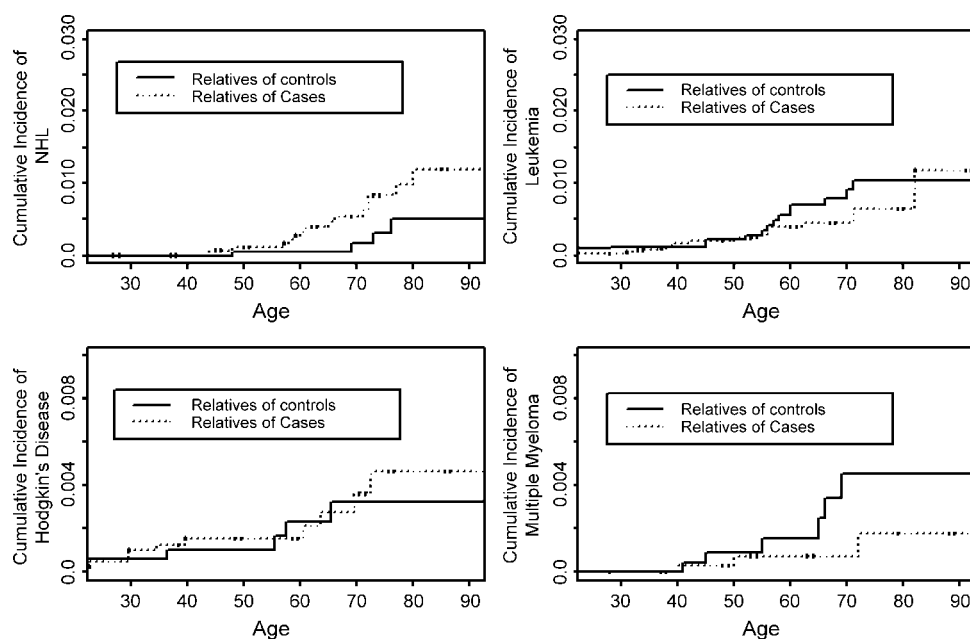 Cumulative Incidence of
NHL
0.0
0.010
0.020
0.030
Relatives of controls
Relatives of Cases
30 40 50 60 70 80 90
Age
Cumulative Incidence of
Leukemia
0.0
0.010
0.020
0.030
Relatives of controls
Relatives of Cases
30 40 50 60 70 80 90
Age
Cumulative Incidence of
Hodgkin's Disease
0.0
0.004
0.008
Relatives of controls
Relatives of Cases
30 40 50 60 70 80 90
Age
Cumulative Incidence of
Multiple Myeloma
0.0
0.004
0.008
Relatives of controls
Relatives of Cases
30 40 50 60 70 80 90
Age